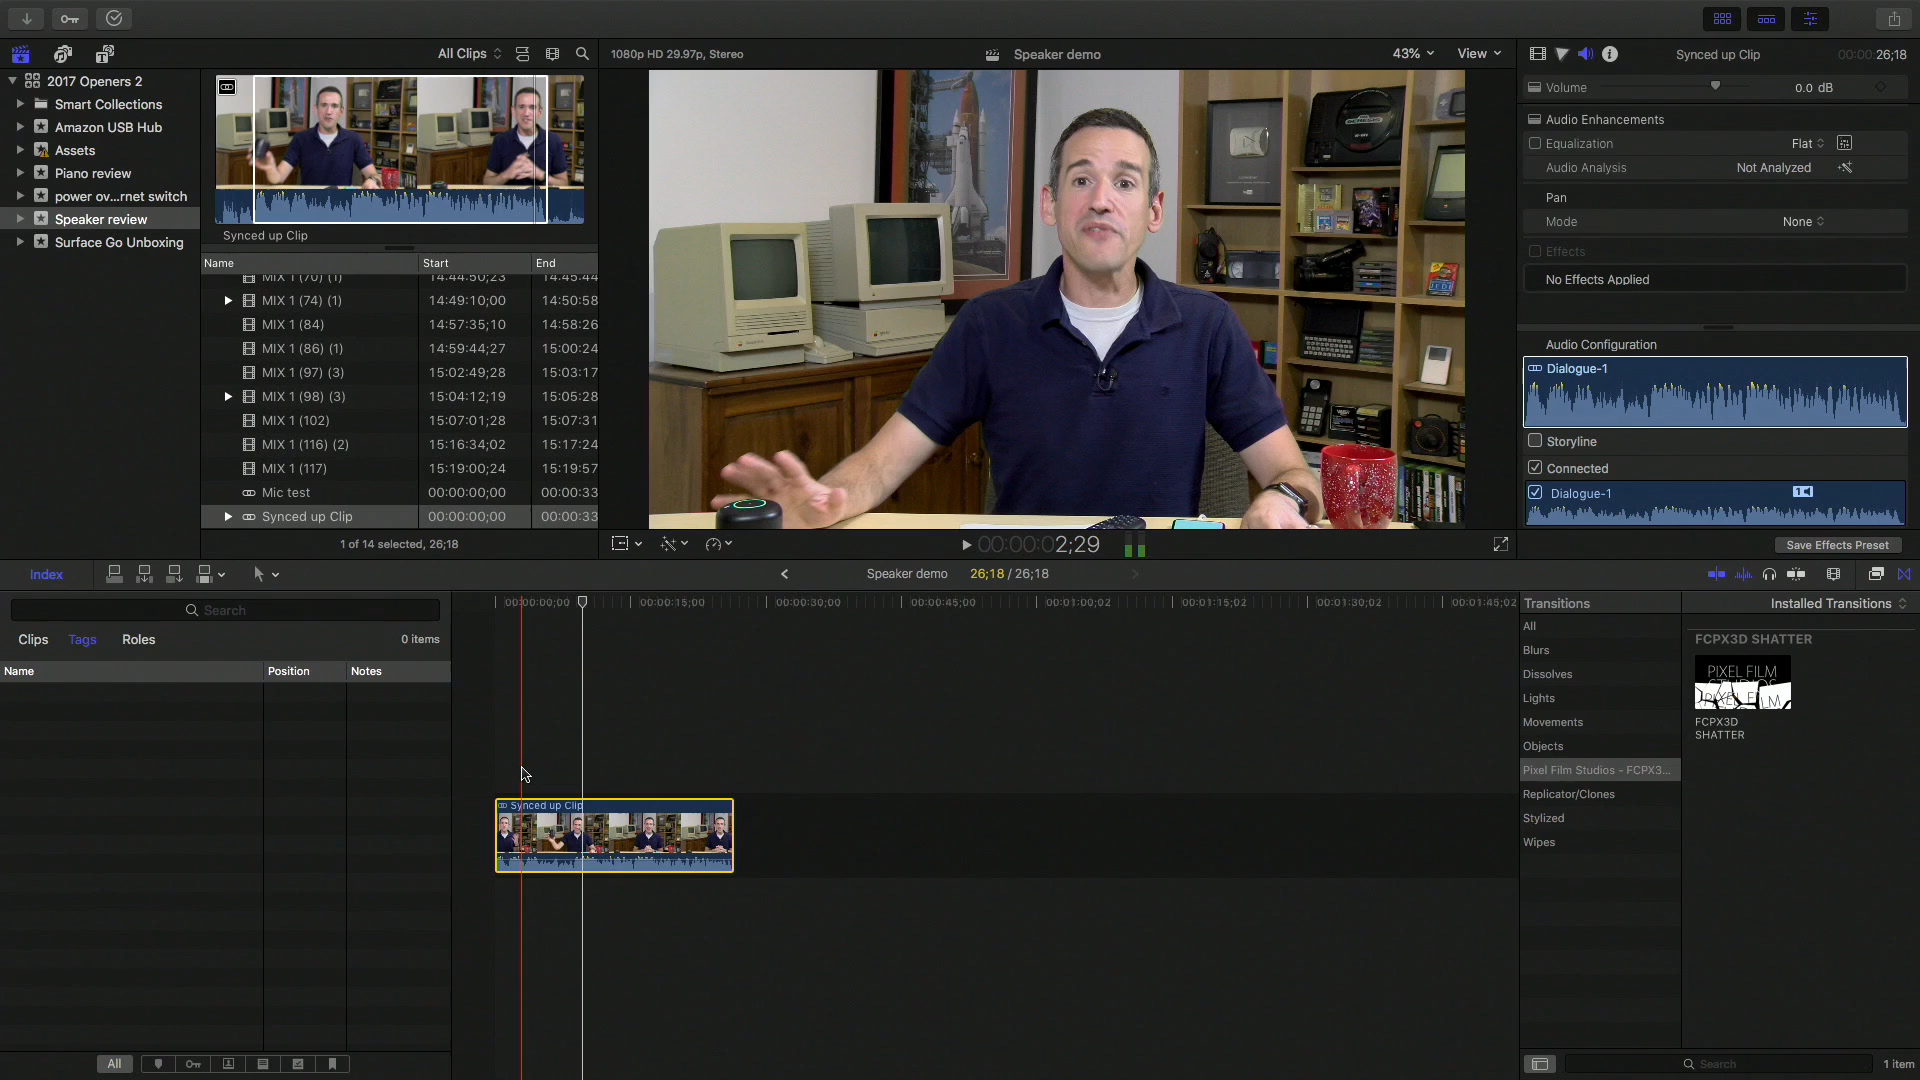 All Clips
1080p HD 29.97p, Stereo
Speaker demo
43%
View
Synced up Clip
00:00:26;18
2017 Openers 2
Smart Collections
Amazon USB Hub
Assets
Piano review
power ov...rnet switch
Speaker review
Surface Go Unboxing
Synced up Clip
Name
Start
End
MIX 1 (70) (1)
14:44:50;23
14:45:44
MIX 1 (74) (1)
14:49:10;00
14:50:58
MIX 1 (84)
14:57:35;10
14:58:26
MIX 1 (86) (1)
14:59:44;27
15:00:24
MIX 1 (97) (3)
15:02:49;28
15:03:17
MIX 1 (98) (3)
15:04:12;19
15:05:28
MIX 1 (102)
15:07:01;28
15:07:31
MIX 1 (116) (2)
15:16:34;02
15:17:24
MIX 1 (117)
15:19:00;24
15:19:57
Mic test
00:00:00;00
00:00:33
Synced up Clip
00:00:00;00
00:00:33
1 of 14 selected, 26;18
00:00:02;29
Volume
0.0 dB
Audio Enhancements
Equalization
Flat
Audio Analysis
Not Analyzed
Pan
Mode
None
Effects
No Effects Applied
Audio Configuration
Dialogue-1
Storyline
Connected
Dialogue-1
Save Effects Preset
Index
Speaker demo
26;18 / 26;18
Search
Clips
Tags
Roles
0 items
Name
Position
Notes
All
00:00:00;00
00:00:15;00
00:00:30;00
00:00:45;00
00:01:00;02
00:01:15;02
00:01:30;02
00:01:45;02
Synced up Clip
Transitions
All
Blurs
Dissolves
Lights
Movements
Objects
Pixel Film Studios - FCPX3...
Replicator/Clones
Stylized
Wipes
Installed Transitions
FCPX3D SHATTER
PIXEL FILM
FCPX3D
SHATTER
Search
1 item